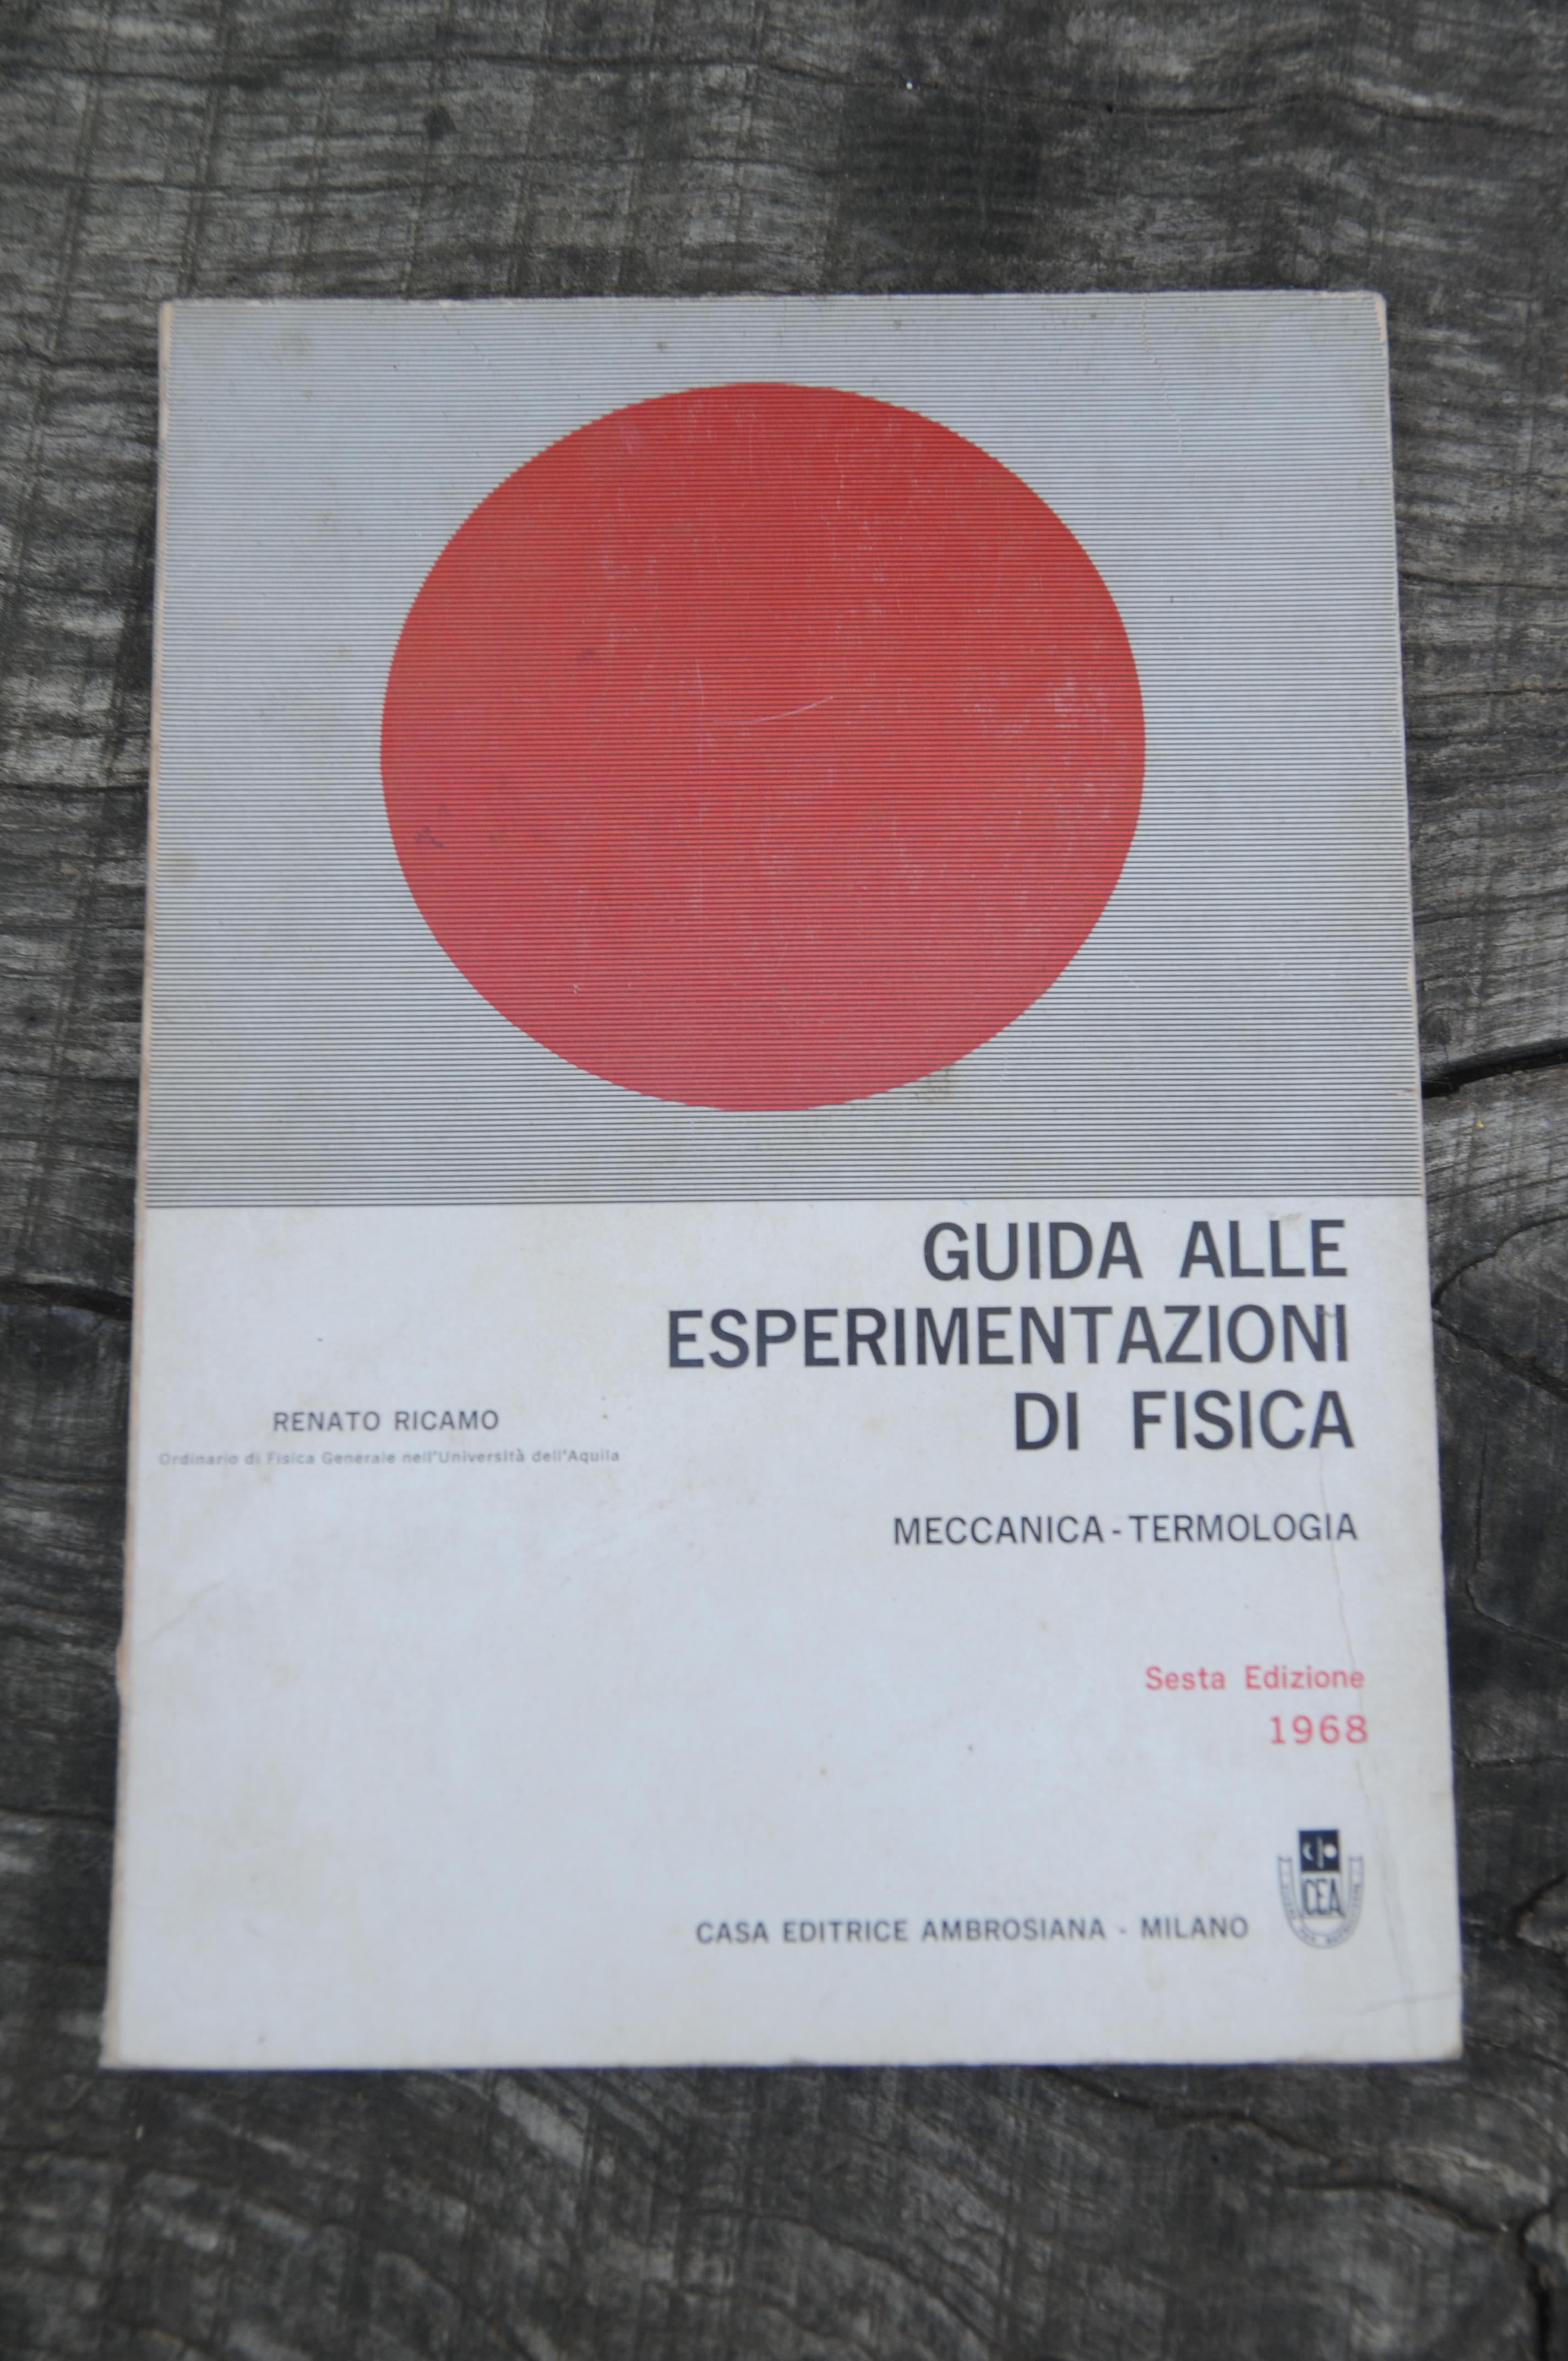 GUIDA ALLE
ESPERIMENTAZIONI
DI FISICA
RENATO RICAMO
Ordinario di Fisica Generale nell'Università dell'Aquila
MECCANICA - TERMOLOGIA
Sesta Edizione
1968
CEA
CASA EDITRICE AMBROSIANA - MILANO